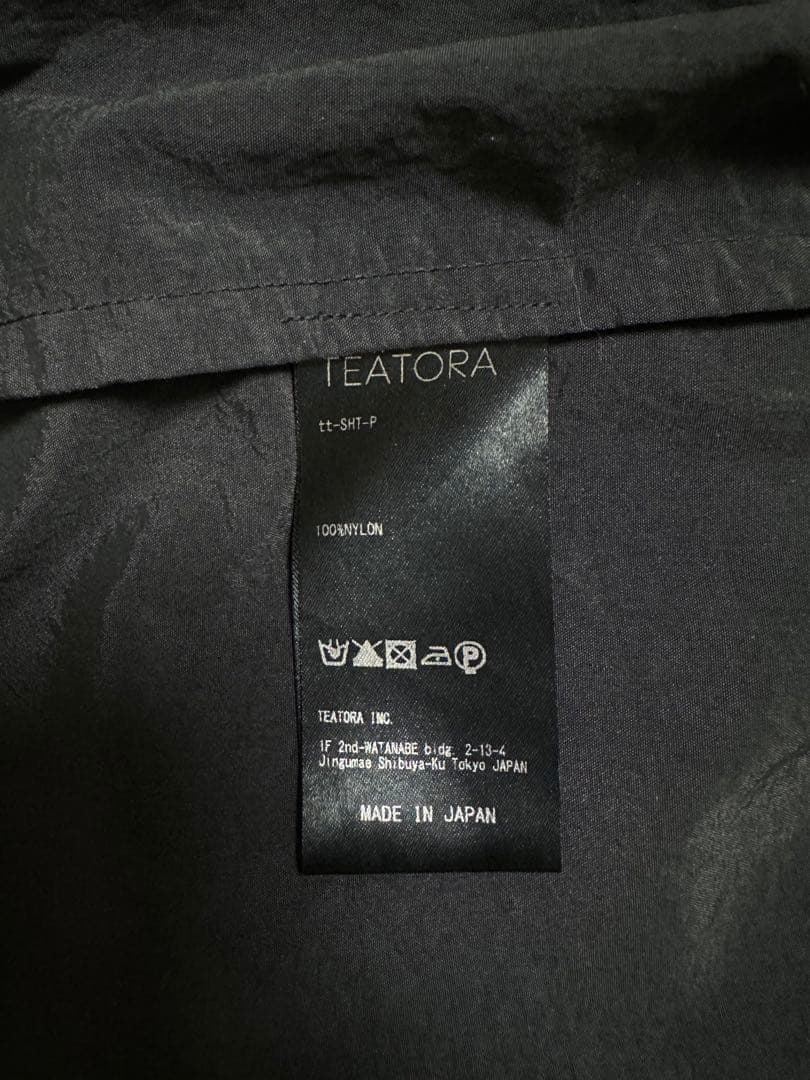 TEATORA
tt-SHT-P
100%NYLON
P
TEATORA INC.
1F 2nd-WATANABE bldg. 2-13-4
Jingumae Shibuya-Ku Tokyo JAPAN
MADE IN JAPAN